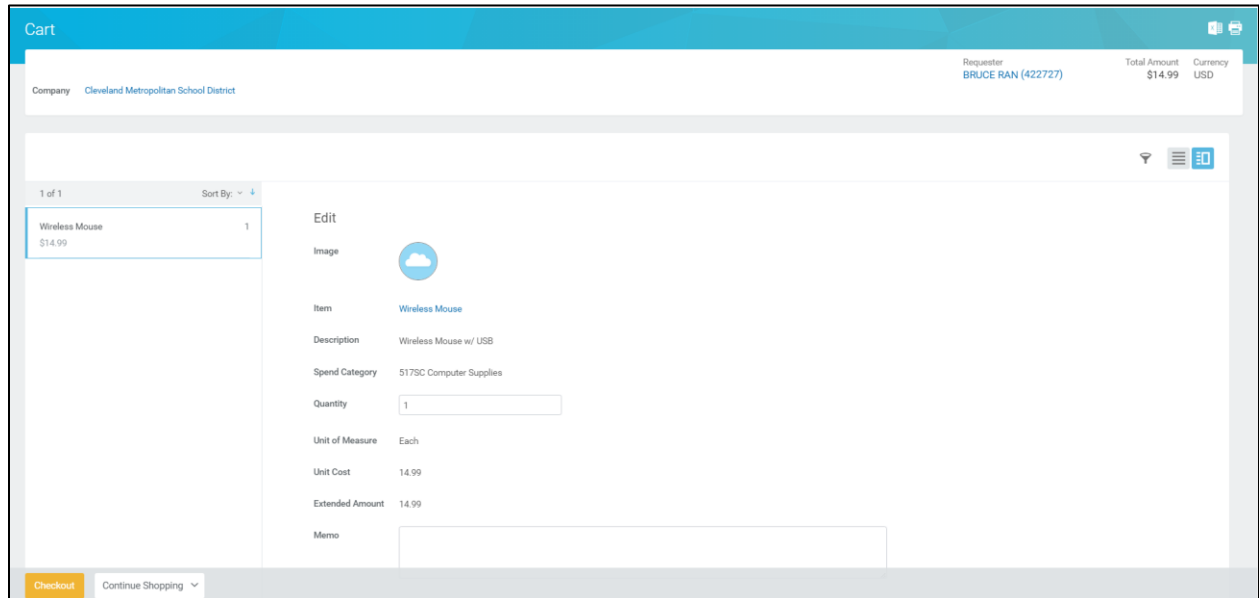 Cart
Requester
Total Amount
Currency
BRUCE RAN (422727)
$14.99
USD
Company
Cleveland Metropolitan School District
1 of 1
Sort By:
Wireless Mouse
1
$14.99
Edit
Image
Item
Wireless Mouse
Description
Wireless Mouse w/ USB
Spend Category
517SC Computer Supplies
Quantity
1
Unit of Measure
Each
Unit Cost
14.99
Extended Amount
14.99
Memo
Checkout
Continue Shopping